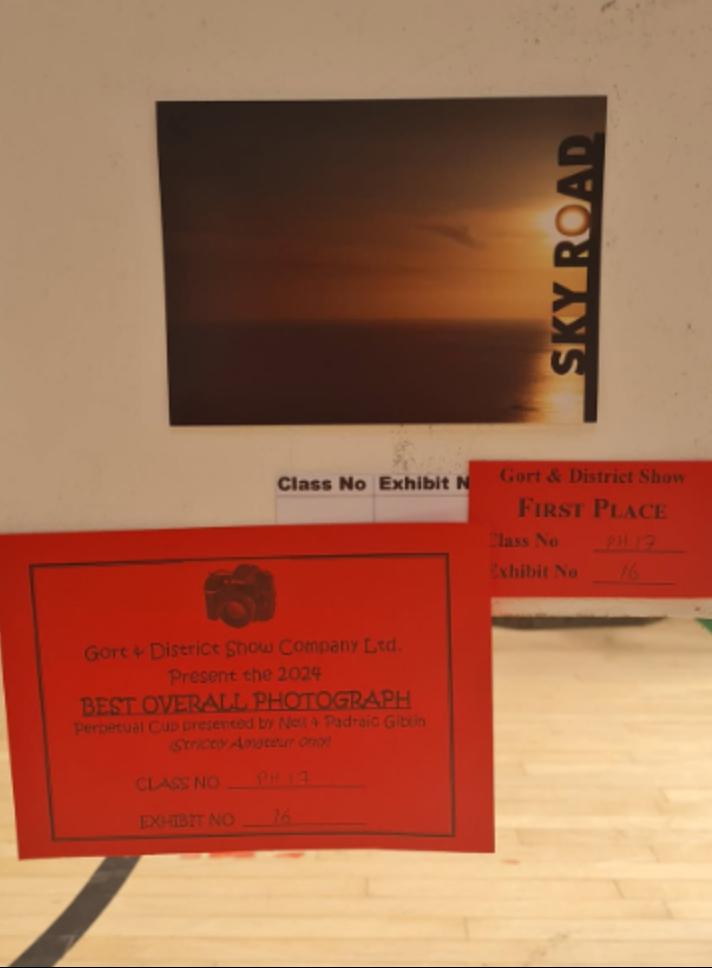 SKY ROAD
Class No Exhibit N
Gort & District Show
FIRST PLACE
Class No PH 17
Exhibit No 16
Gort & District Show Company Ltd.
Present the 2024
BEST OVERALL PHOTOGRAPH
Perpetual Cup presented by Neil & Padraic Giblin
(Strictly Amateur Only)
CLASS NO PH 17
EXHIBIT NO 16